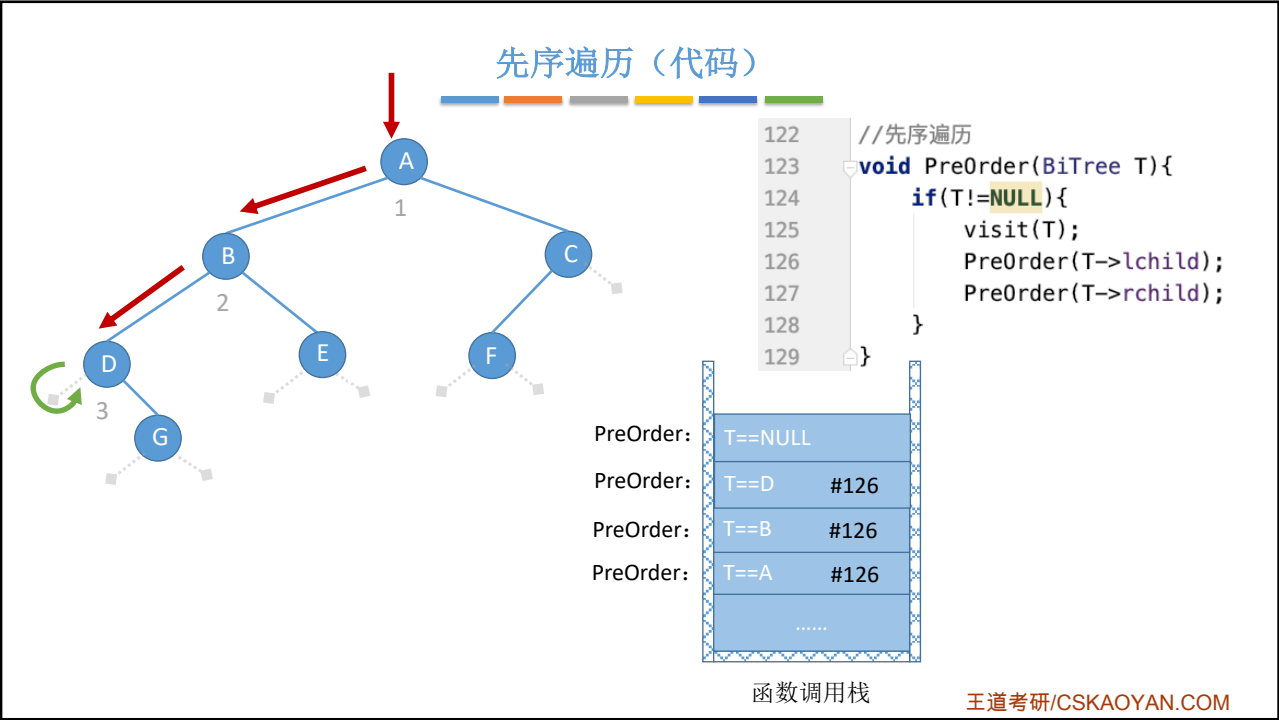 先序遍历（代码）
A
1
B
2
C
D
3
E
F
G
122 //先序遍历
123 void PreOrder(BiTree T){
124 if(T!=NULL){
125 visit(T);
126 PreOrder(T->lchild);
127 PreOrder(T->rchild);
128 }
129 }
PreOrder： T==NULL
PreOrder： T==D #126
PreOrder： T==B #126
PreOrder： T==A #126
......
函数调用栈
王道考研/CSKAOYAN.COM